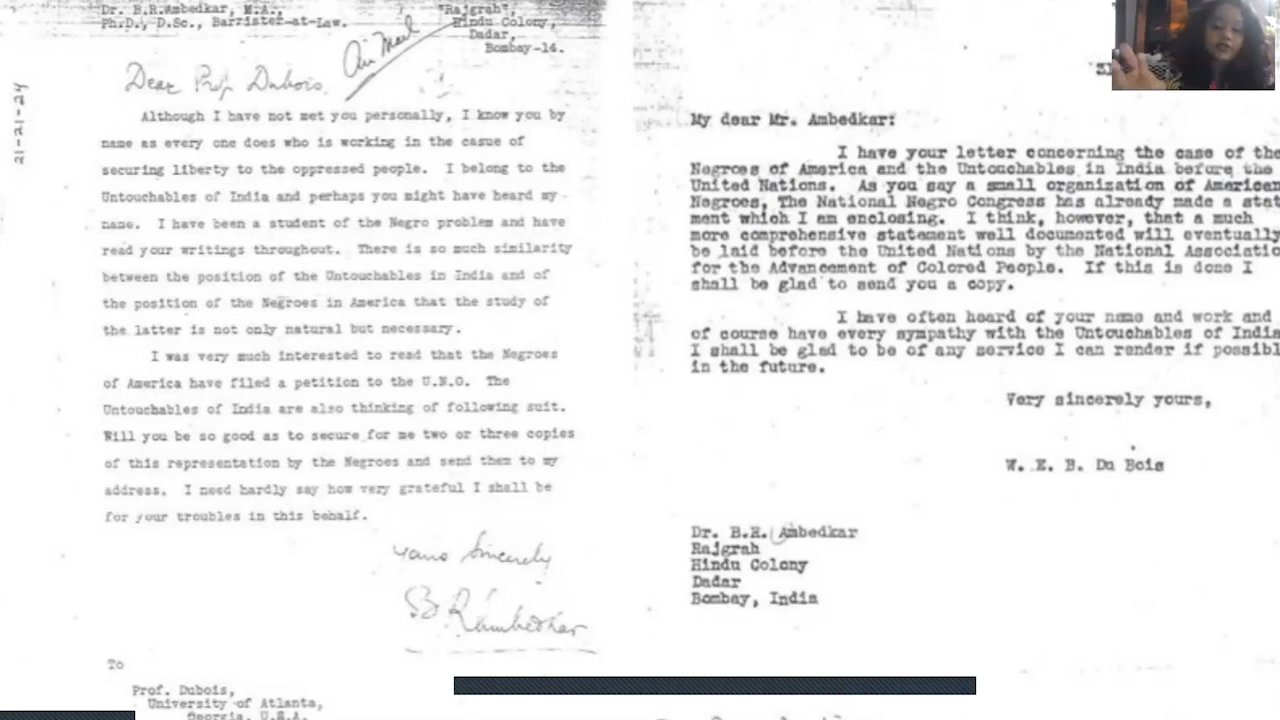 Dr. B.R.Ambedkar, M.A.,
Ph.D., D.Sc., Barrister-at-Law.
"Rajgrah",
Hindu Colony,
Dadar,
Bombay-14.
Air Mail
Dear Prof Dubois.
Although I have not met you personally, I know you by
name as every one does who is working in the casue of
securing liberty to the oppressed people. I belong to the
Untouchables of India and perhaps you might have heard my
name. I have been a student of the Negro problem and have
read your writings throughout. There is so much similarity
between the position of the Untouchables in India and of
the position of the Negroes in America that the study of
the latter is not only natural but necessary.
I was very much interested to read that the Negroes
of America have filed a petition to the U.N.O. The
Untouchables of India are also thinking of following suit.
Will you be so good as to secure for me two or three copies
of this representation by the Negroes and send them to my
address. I need hardly say how very grateful I shall be
for your troubles in this behalf.
yours Sincerely
B R Ambedkar
To
Prof. Dubois,
University of Atlanta,
Georgia, U.S.A.
My dear Mr. Ambedkar:
I have your letter concerning the case of the
Negroes of America and the Untouchables in India before the
United Nations. As you say a small organization of American
Negroes, The National Negro Congress has already made a stat
ment which I am enclosing. I think, however, that a much
more comprehensive statement well documented will eventually
be laid before the United Nations by the National Associatio
for the Advancement of Colored People. If this is done I
shall be glad to send you a copy.
I have often heard of your name and work and
of course have every sympathy with the Untouchables of India
I shall be glad to be of any service I can render if possibl
in the future.
Very sincerely yours,
W. E. B. Du Bois
Dr. B.R. Ambedkar
Rajgrah
Hindu Colony
Dadar
Bombay, India